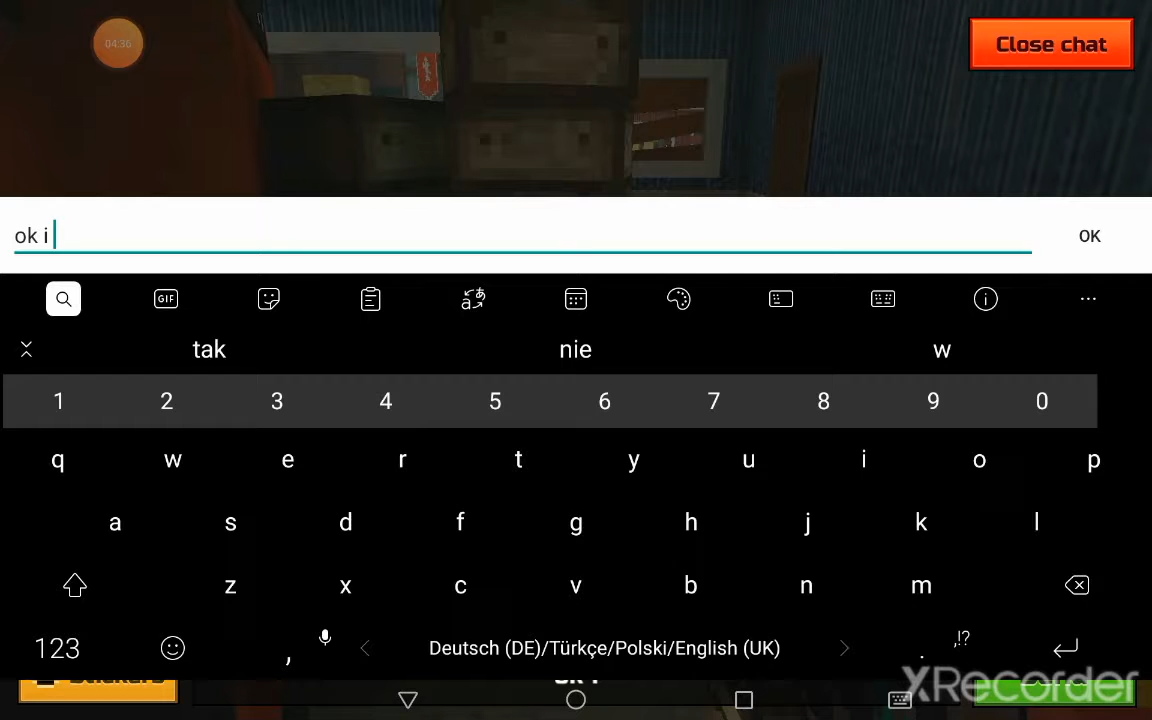 04:36
Close chat
ok i
OK
GIF
tak nie w
1 2 3 4 5 6 7 8 9 0
q w e r t y u i o p
a s d f g h j k l
z x c v b n m
123 , Deutsch (DE)/Türkçe/Polski/English (UK) . ,!?
XRecorder